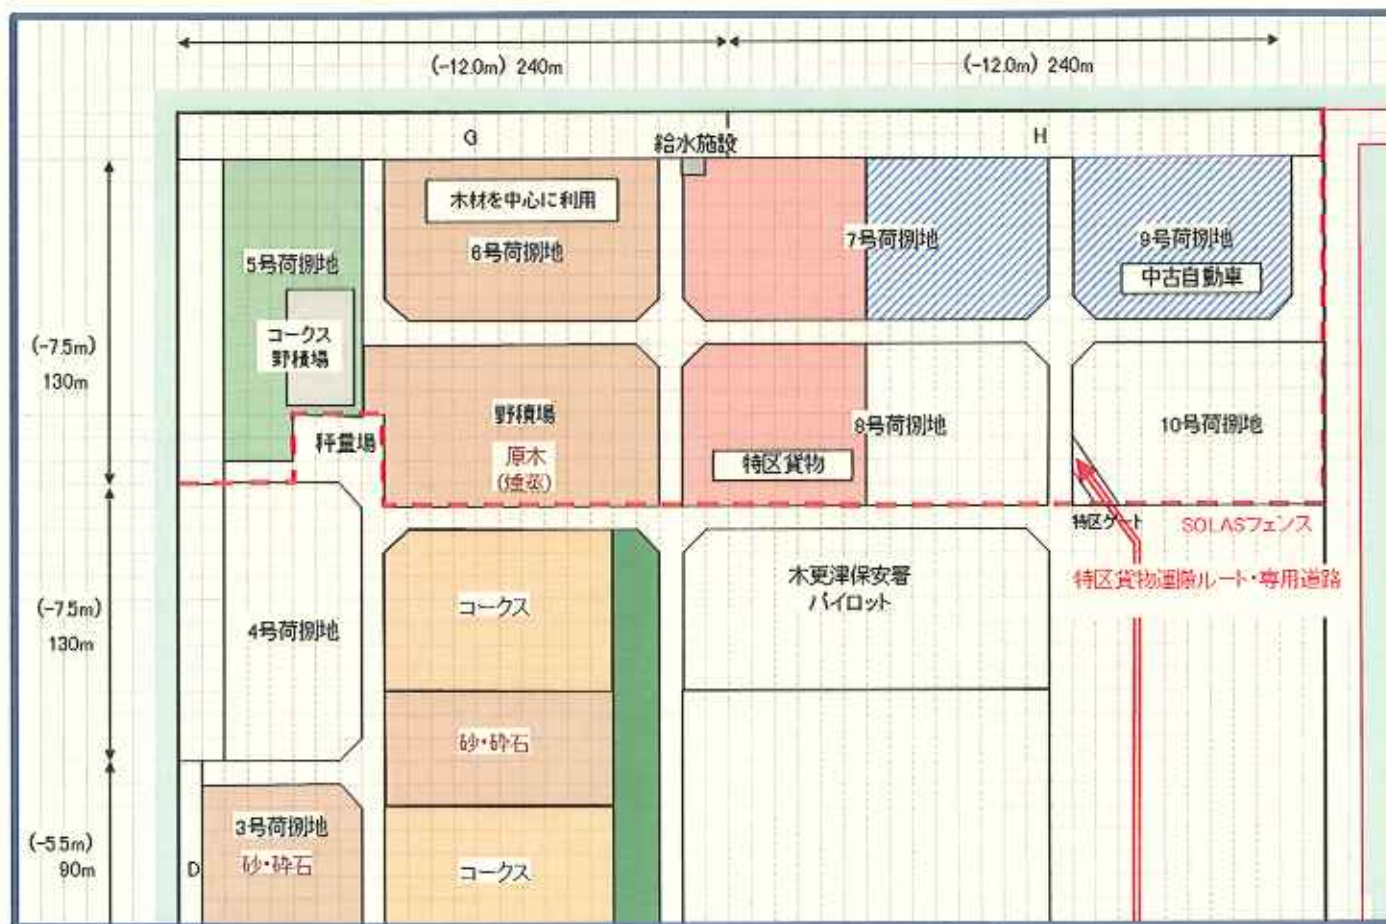 (-12.0m) 240m
(-12.0m) 240m
G
給水施設
H
木材を中心に利用
6号荷捌地
7号荷捌地
9号荷捌地
中古自動車
5号荷捌地
コークス
野積場
(-7.5m)
130m
秤量場
野積場
原木
(燻蒸)
8号荷捌地
特区貨物
10号荷捌地
特区ゲート
SOLASフェンス
特区貨物運搬ルート・専用道路
(-7.5m)
130m
4号荷捌地
コークス
木更津保安署
パイロット
砂・砕石
(-5.5m)
90m
D
3号荷捌地
砂・砕石
コークス